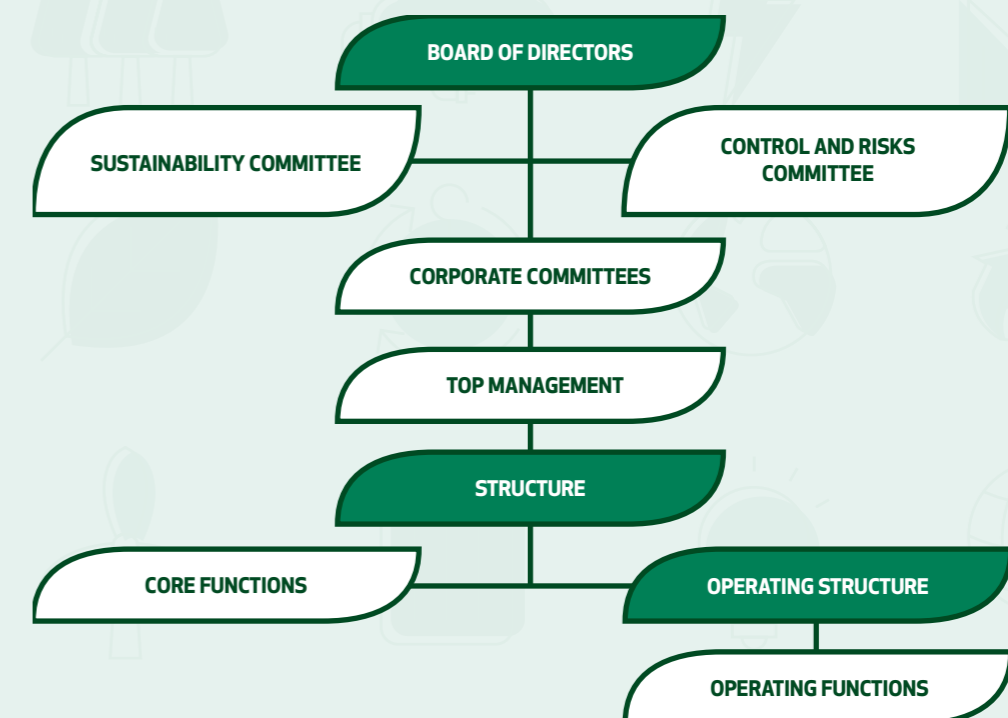 BOARD OF DIRECTORS
SUSTAINABILITY COMMITTEE
CONTROL AND RISKS
COMMITTEE
CORPORATE COMMITTEES
TOP MANAGEMENT
STRUCTURE
CORE FUNCTIONS
OPERATING STRUCTURE
OPERATING FUNCTIONS